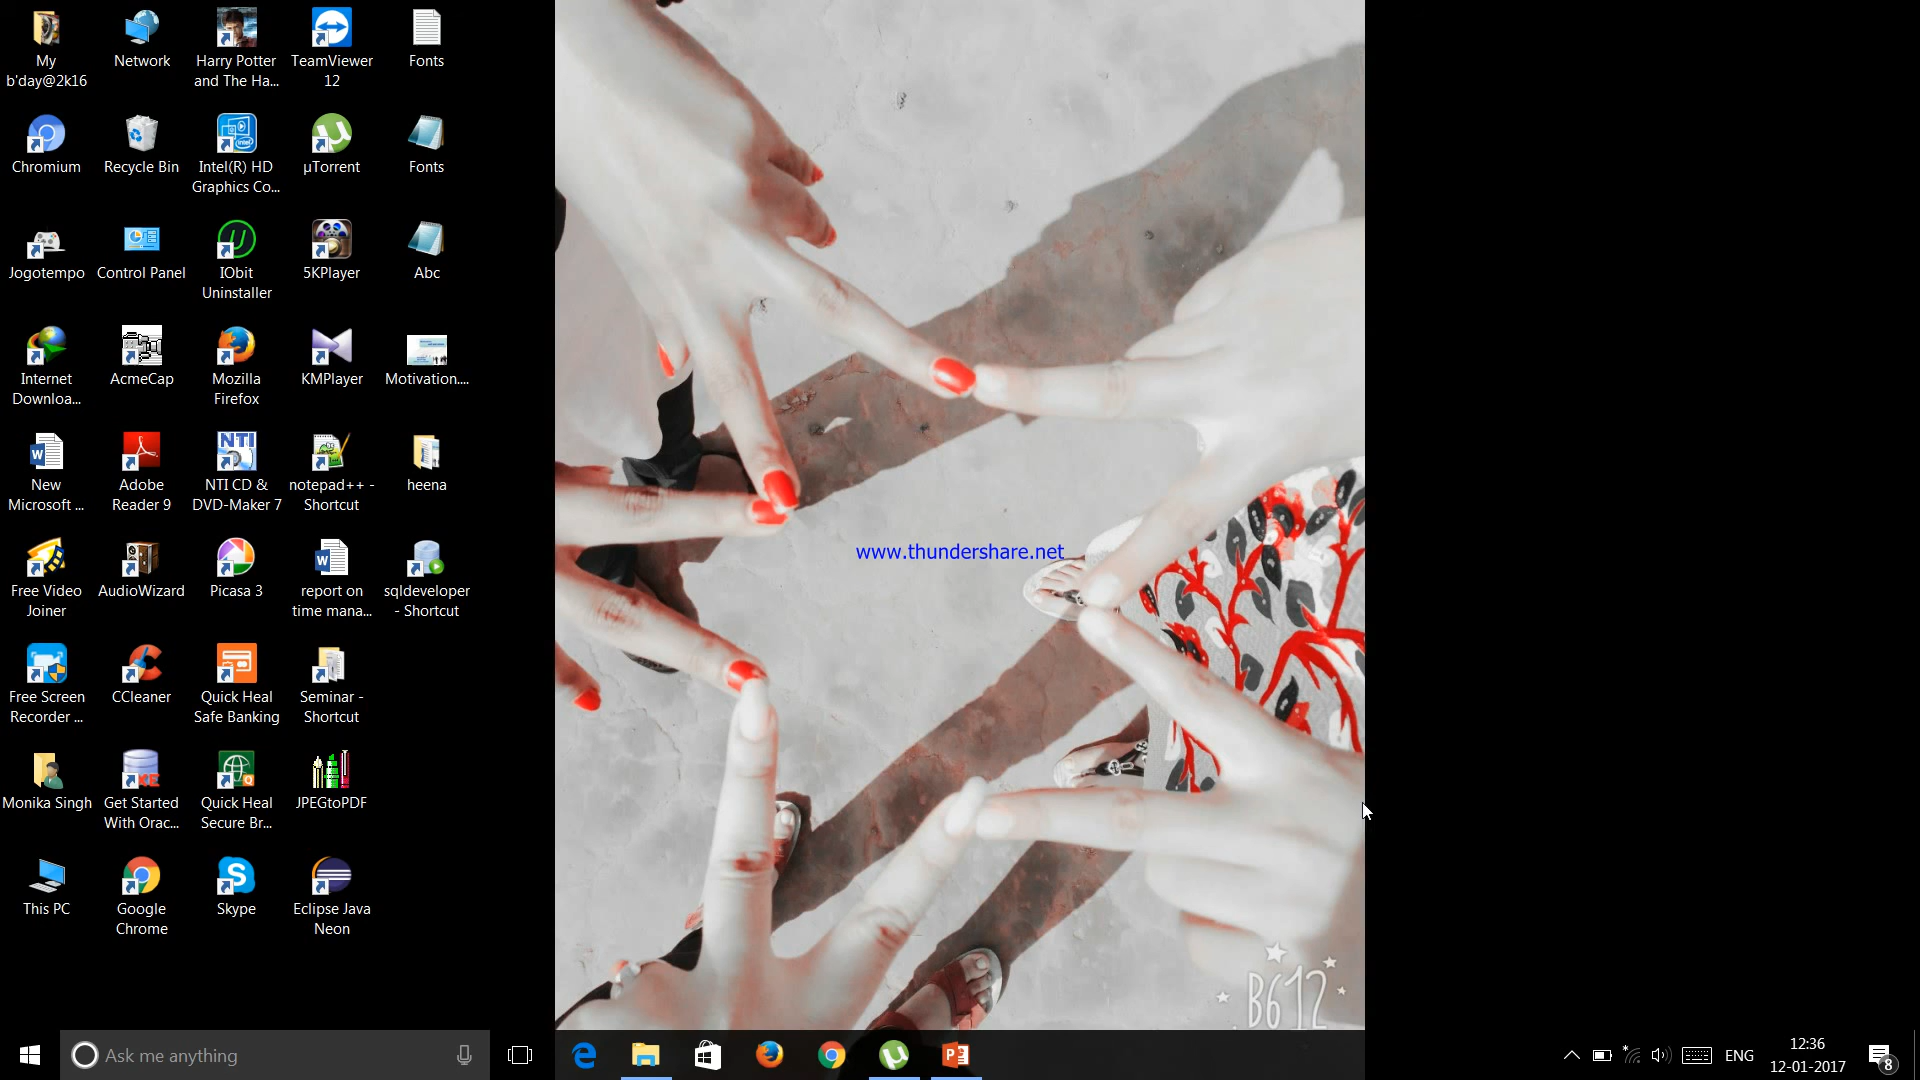 My
b'day@2k16
Network
Harry Potter
and The Ha...
TeamViewer
12
Fonts
Chromium
Recycle Bin
Intel(R) HD
Graphics Co...
µTorrent
Fonts
Jogotempo
Control Panel
IObit
Uninstaller
5KPlayer
Abc
Internet
Downloa...
AcmeCap
Mozilla
Firefox
KMPlayer
Motivation....
New
Microsoft ...
Adobe
Reader 9
NTI
NTI CD &
DVD-Maker 7
notepad++ -
Shortcut
heena
Free Video
Joiner
AudioWizard
Picasa 3
report on
time mana...
sqldeveloper
- Shortcut
Free Screen
Recorder ...
CCleaner
Quick Heal
Safe Banking
Seminar -
Shortcut
Monika Singh
Get Started
With Orac...
Quick Heal
Secure Br...
JPEGtoPDF
This PC
Google
Chrome
Skype
Eclipse Java
Neon
www.thundershare.net
B612
Ask me anything
ENG
12:36
12-01-2017
8